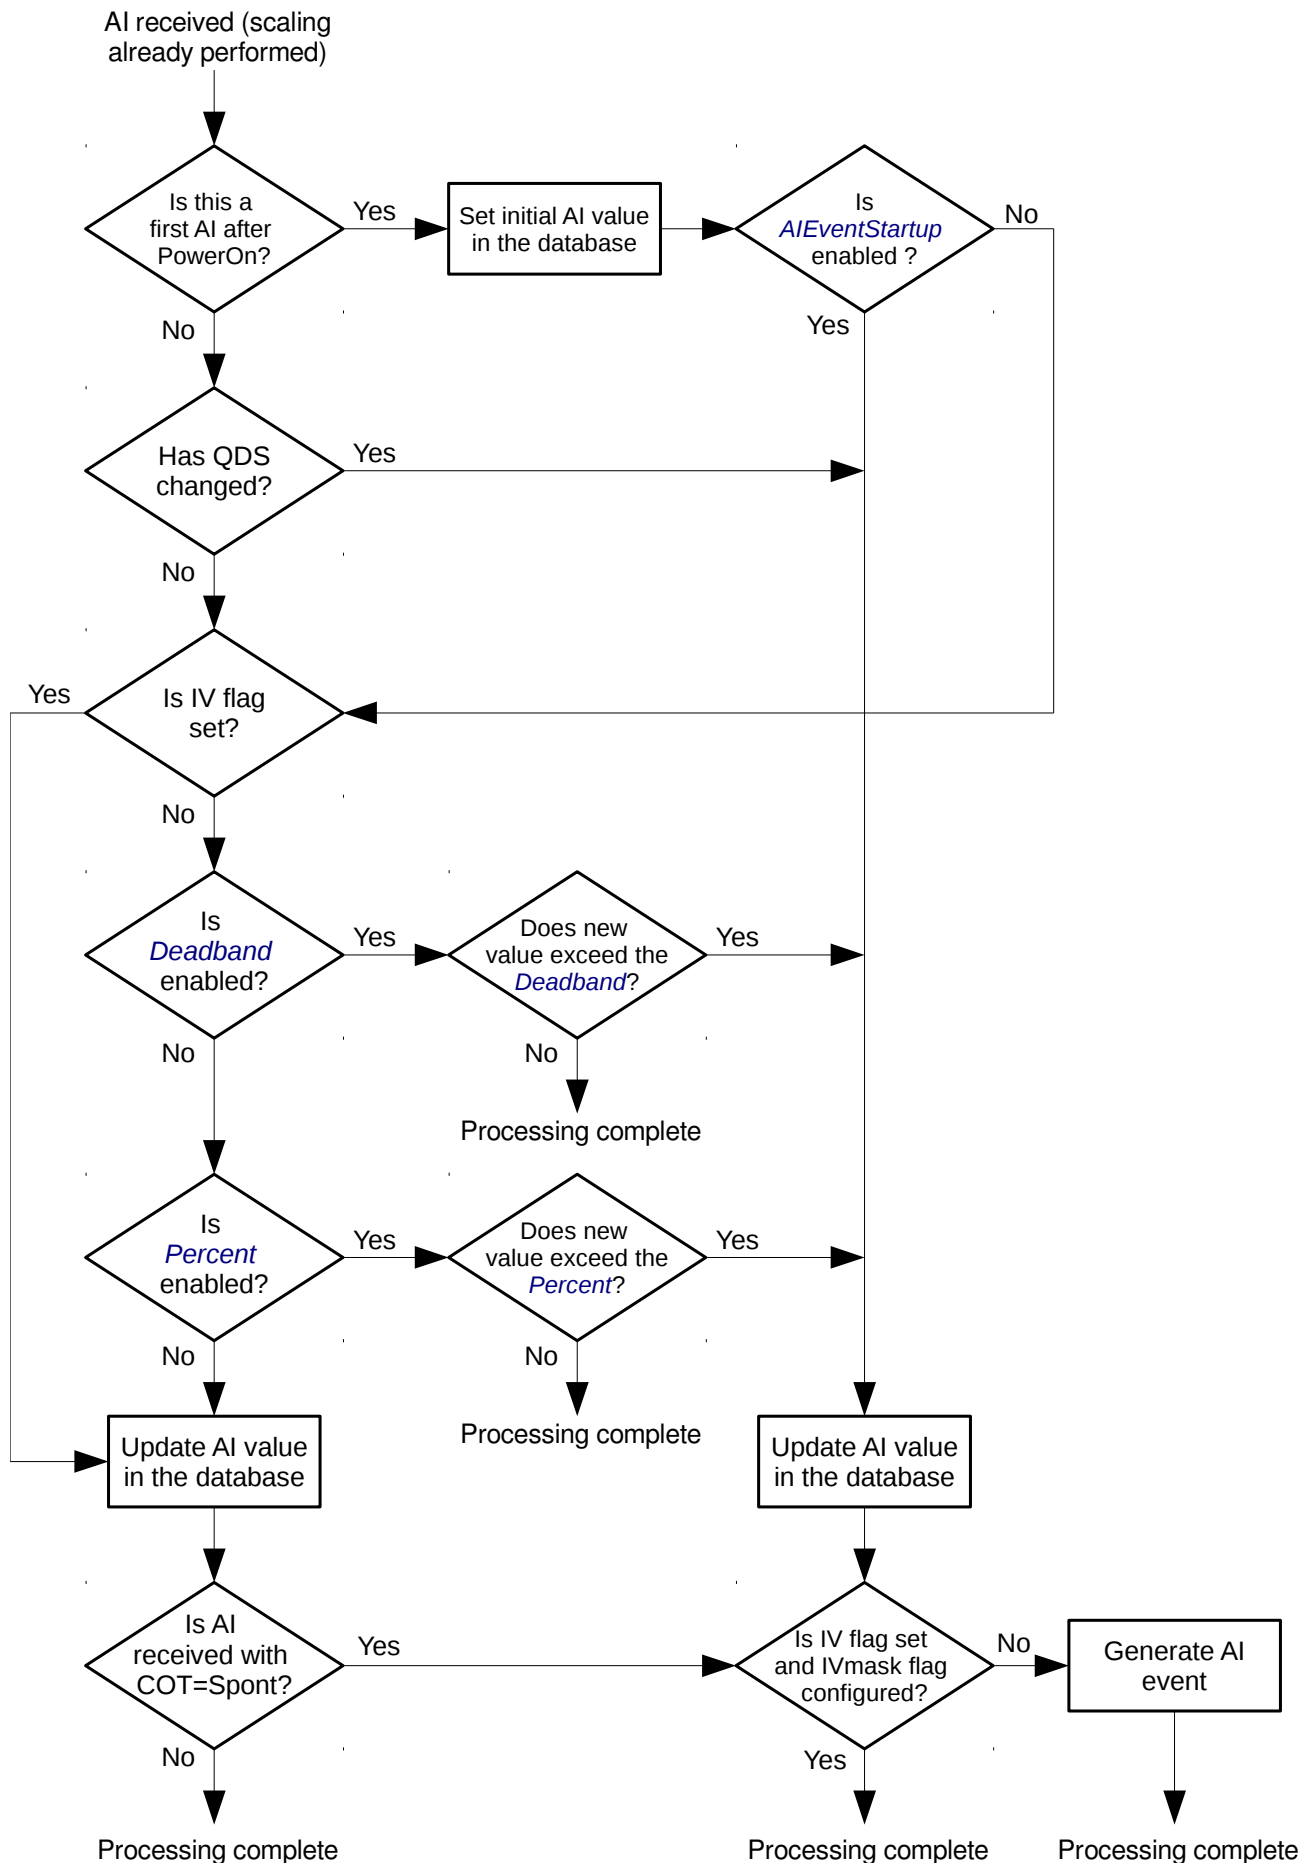 AI received (scaling
already performed)
Is this a
first AI after
PowerOn?
Yes
Set initial AI value
in the database
Is
AIEventStartup
enabled ?
No
No
Yes
Has QDS
changed?
Yes
No
Yes
Is IV flag
set?
No
Is
Deadband
enabled?
Yes
Does new
value exceed the
Deadband?
Yes
No
No
Processing complete
Is
Percent
enabled?
Yes
Does new
value exceed the
Percent?
Yes
No
No
Processing complete
Update AI value
in the database
Update AI value
in the database
Is AI
received with
COT=Spont?
Yes
Is IV flag set
and IVmask flag
configured?
No
Generate AI
event
No
Yes
Processing complete
Processing complete
Processing complete